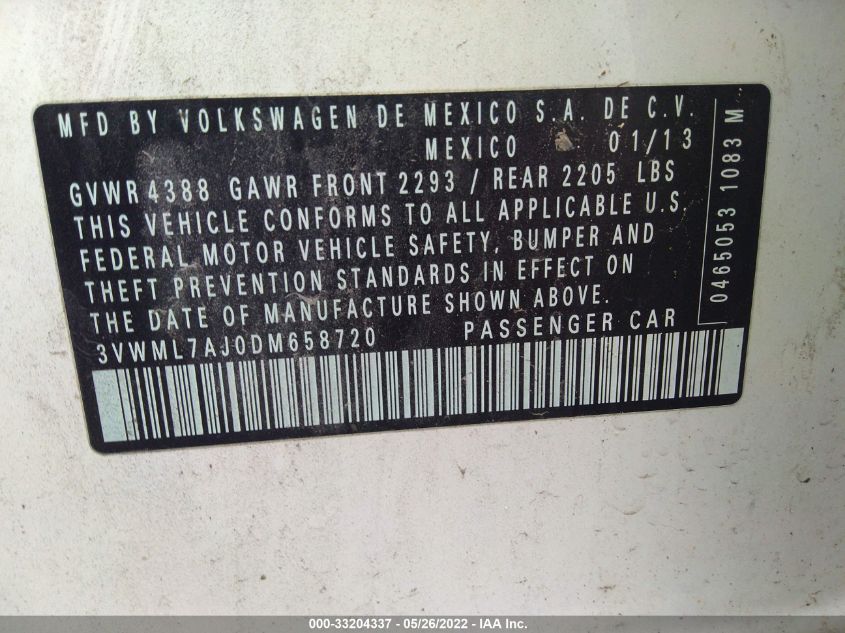 MFD BY VOLKSWAGEN DE MEXICO S.A. DE C.V.
MEXICO 01/13
GVWR 4388 GAWR FRONT 2293 / REAR 2205 LBS
THIS VEHICLE CONFORMS TO ALL APPLICABLE U.S.
FEDERAL MOTOR VEHICLE SAFETY, BUMPER AND
THEFT PREVENTION STANDARDS IN EFFECT ON
THE DATE OF MANUFACTURE SHOWN ABOVE.
3VWML7AJ0DM658720 PASSENGER CAR
0465053 1083 M
000-33204337 - 05/26/2022 - IAA Inc.